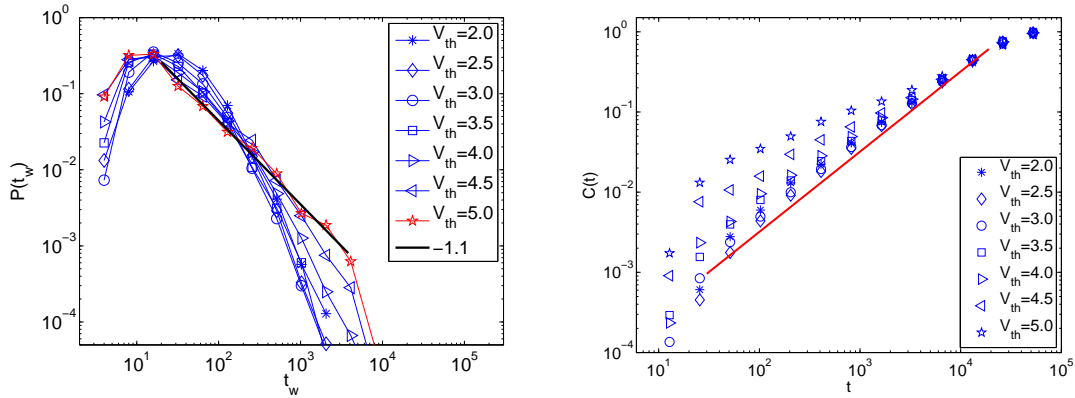 10^0
10^-1
10^-2
10^-3
10^-4
P(t_w)
10^1 10^2 10^3 10^4 10^5
t_w
V_th=2.0
V_th=2.5
V_th=3.0
V_th=3.5
V_th=4.0
V_th=4.5
V_th=5.0
−1.1
10^0
10^-1
10^-2
10^-3
10^-4
C(t)
10^1 10^2 10^3 10^4 10^5
t
V_th=2.0
V_th=2.5
V_th=3.0
V_th=3.5
V_th=4.0
V_th=4.5
V_th=5.0